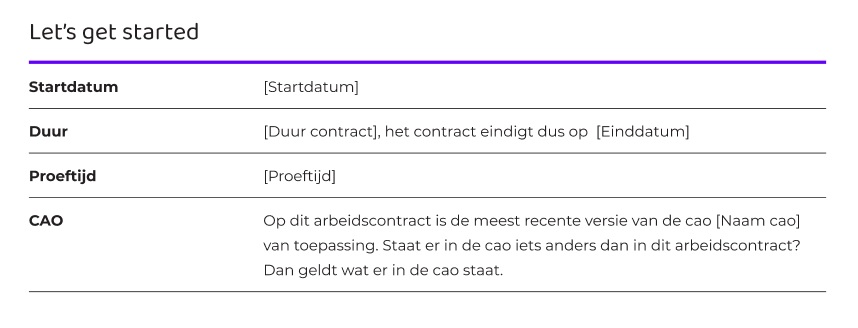 Let's get started
Startdatum [Startdatum]
Duur [Duur contract], het contract eindigt dus op [Einddatum]
Proeftijd [Proeftijd]
CAO Op dit arbeidscontract is de meest recente versie van de cao [Naam cao]
van toepassing. Staat er in de cao iets anders dan in dit arbeidscontract?
Dan geldt wat er in de cao staat.